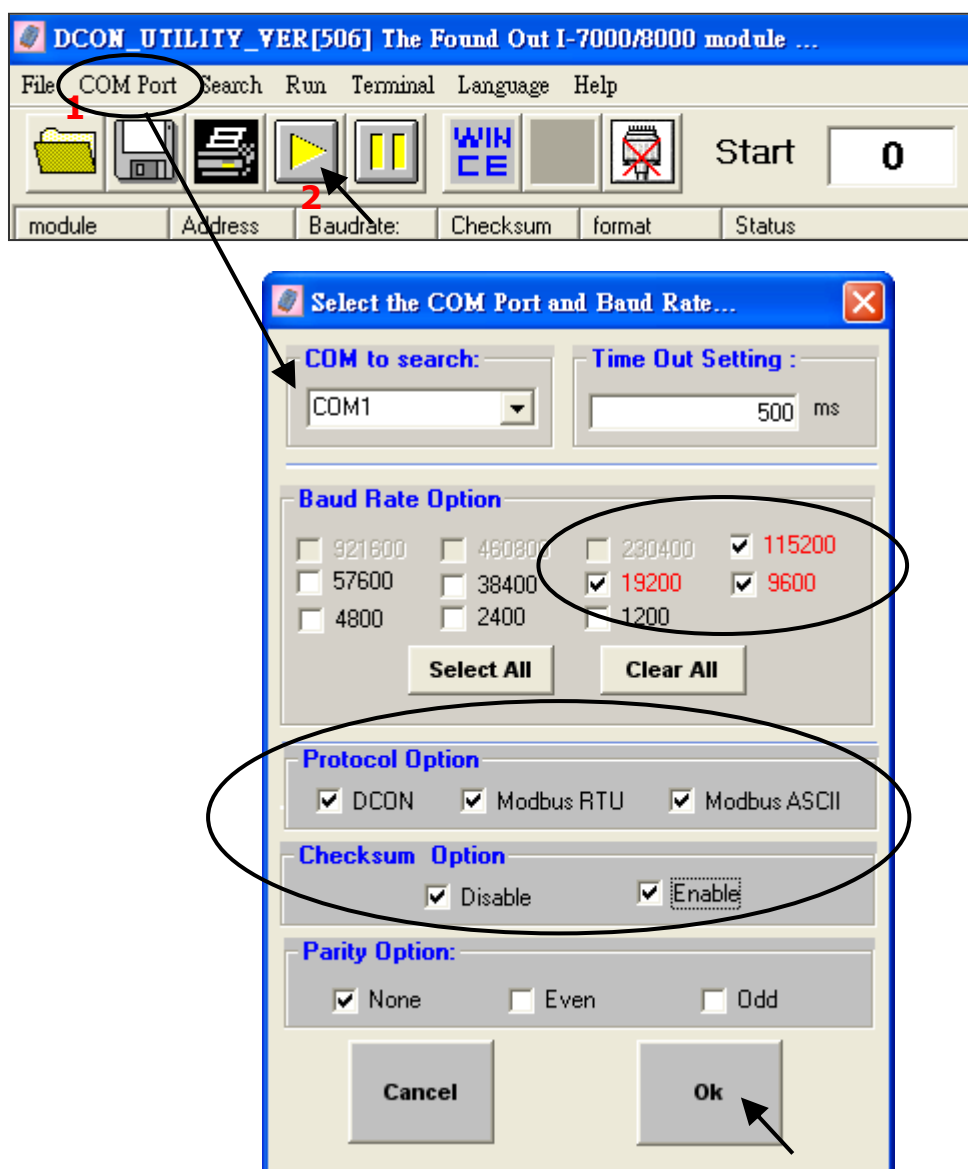 DCON_UTILITY_VER[506] The Found Out I-7000/8000 module ...
File COM Port Search Run Terminal Language Help
1
WIN CE
Start 0
2
module Address Baudrate: Checksum format Status
Select the COM Port and Baud Rate...
COM to search: Time Out Setting :
COM1 500 ms
Baud Rate Option
921600 460800 230400 115200
57600 38400 19200 9600
4800 2400 1200
Select All Clear All
Protocol Option
DCON Modbus RTU Modbus ASCII
Checksum Option
Disable Enable
Parity Option:
None Even Odd
Cancel Ok